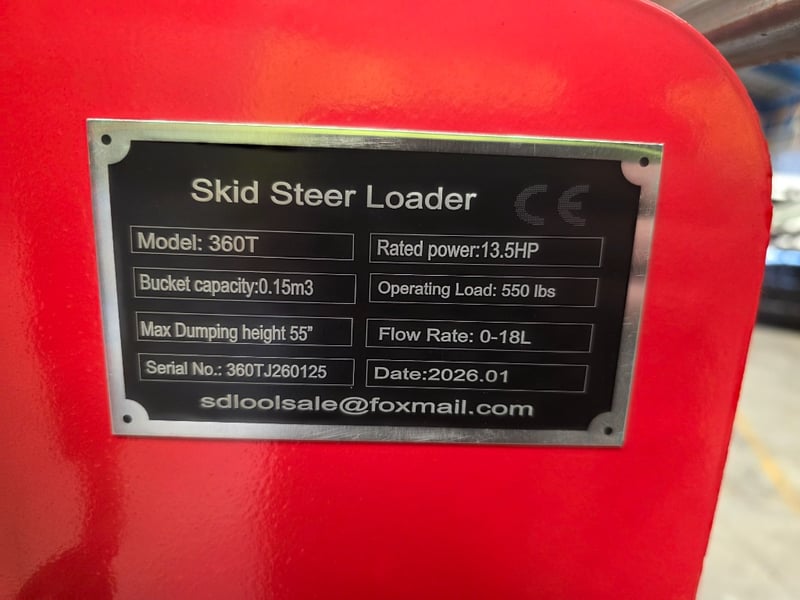 Skid Steer Loader CE
Model: 360T
Rated power:13.5HP
Bucket capacity:0.15m3
Operating Load: 550 lbs
Max Dumping height 55"
Flow Rate: 0-18L
Serial No.: 360TJ260125
Date:2026.01
sdloolsale@foxmail.com